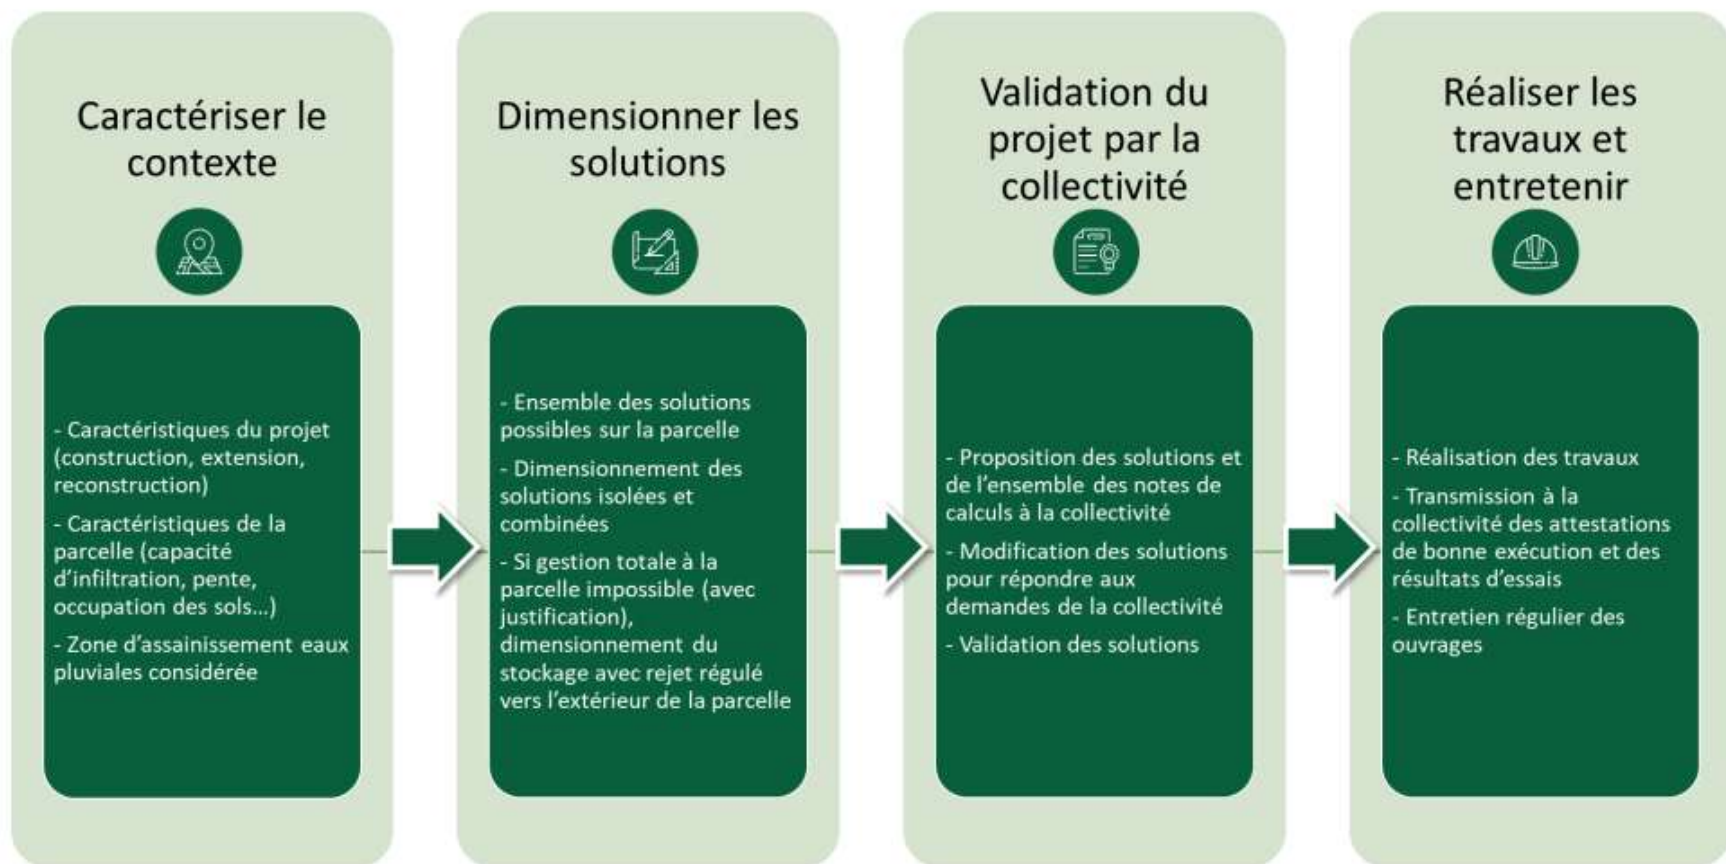 Caractériser le
contexte
- Caractéristiques du projet
(construction, extension,
reconstruction)
- Caractéristiques de la
parcelle (capacité
d'infiltration, pente,
occupation des sols...)
- Zone d'assainissement eaux
pluviales considérée
Dimensionner les
solutions
- Ensemble des solutions
possibles sur la parcelle
- Dimensionnement des
solutions isolées et
combinées
- Si gestion totale à la
parcelle impossible (avec
justification),
dimensionnement du
stockage avec rejet régulé
vers l'extérieur de la parcelle
Validation du
projet par la
collectivité
- Proposition des solutions et
de l'ensemble des notes de
calculs à la collectivité
- Modification des solutions
pour répondre aux
demandes de la collectivité
- Validation des solutions
Réaliser les
travaux et
entretenir
- Réalisation des travaux
- Transmission à la
collectivité des attestations
de bonne exécution et des
résultats d'essais
- Entretien régulier des
ouvrages